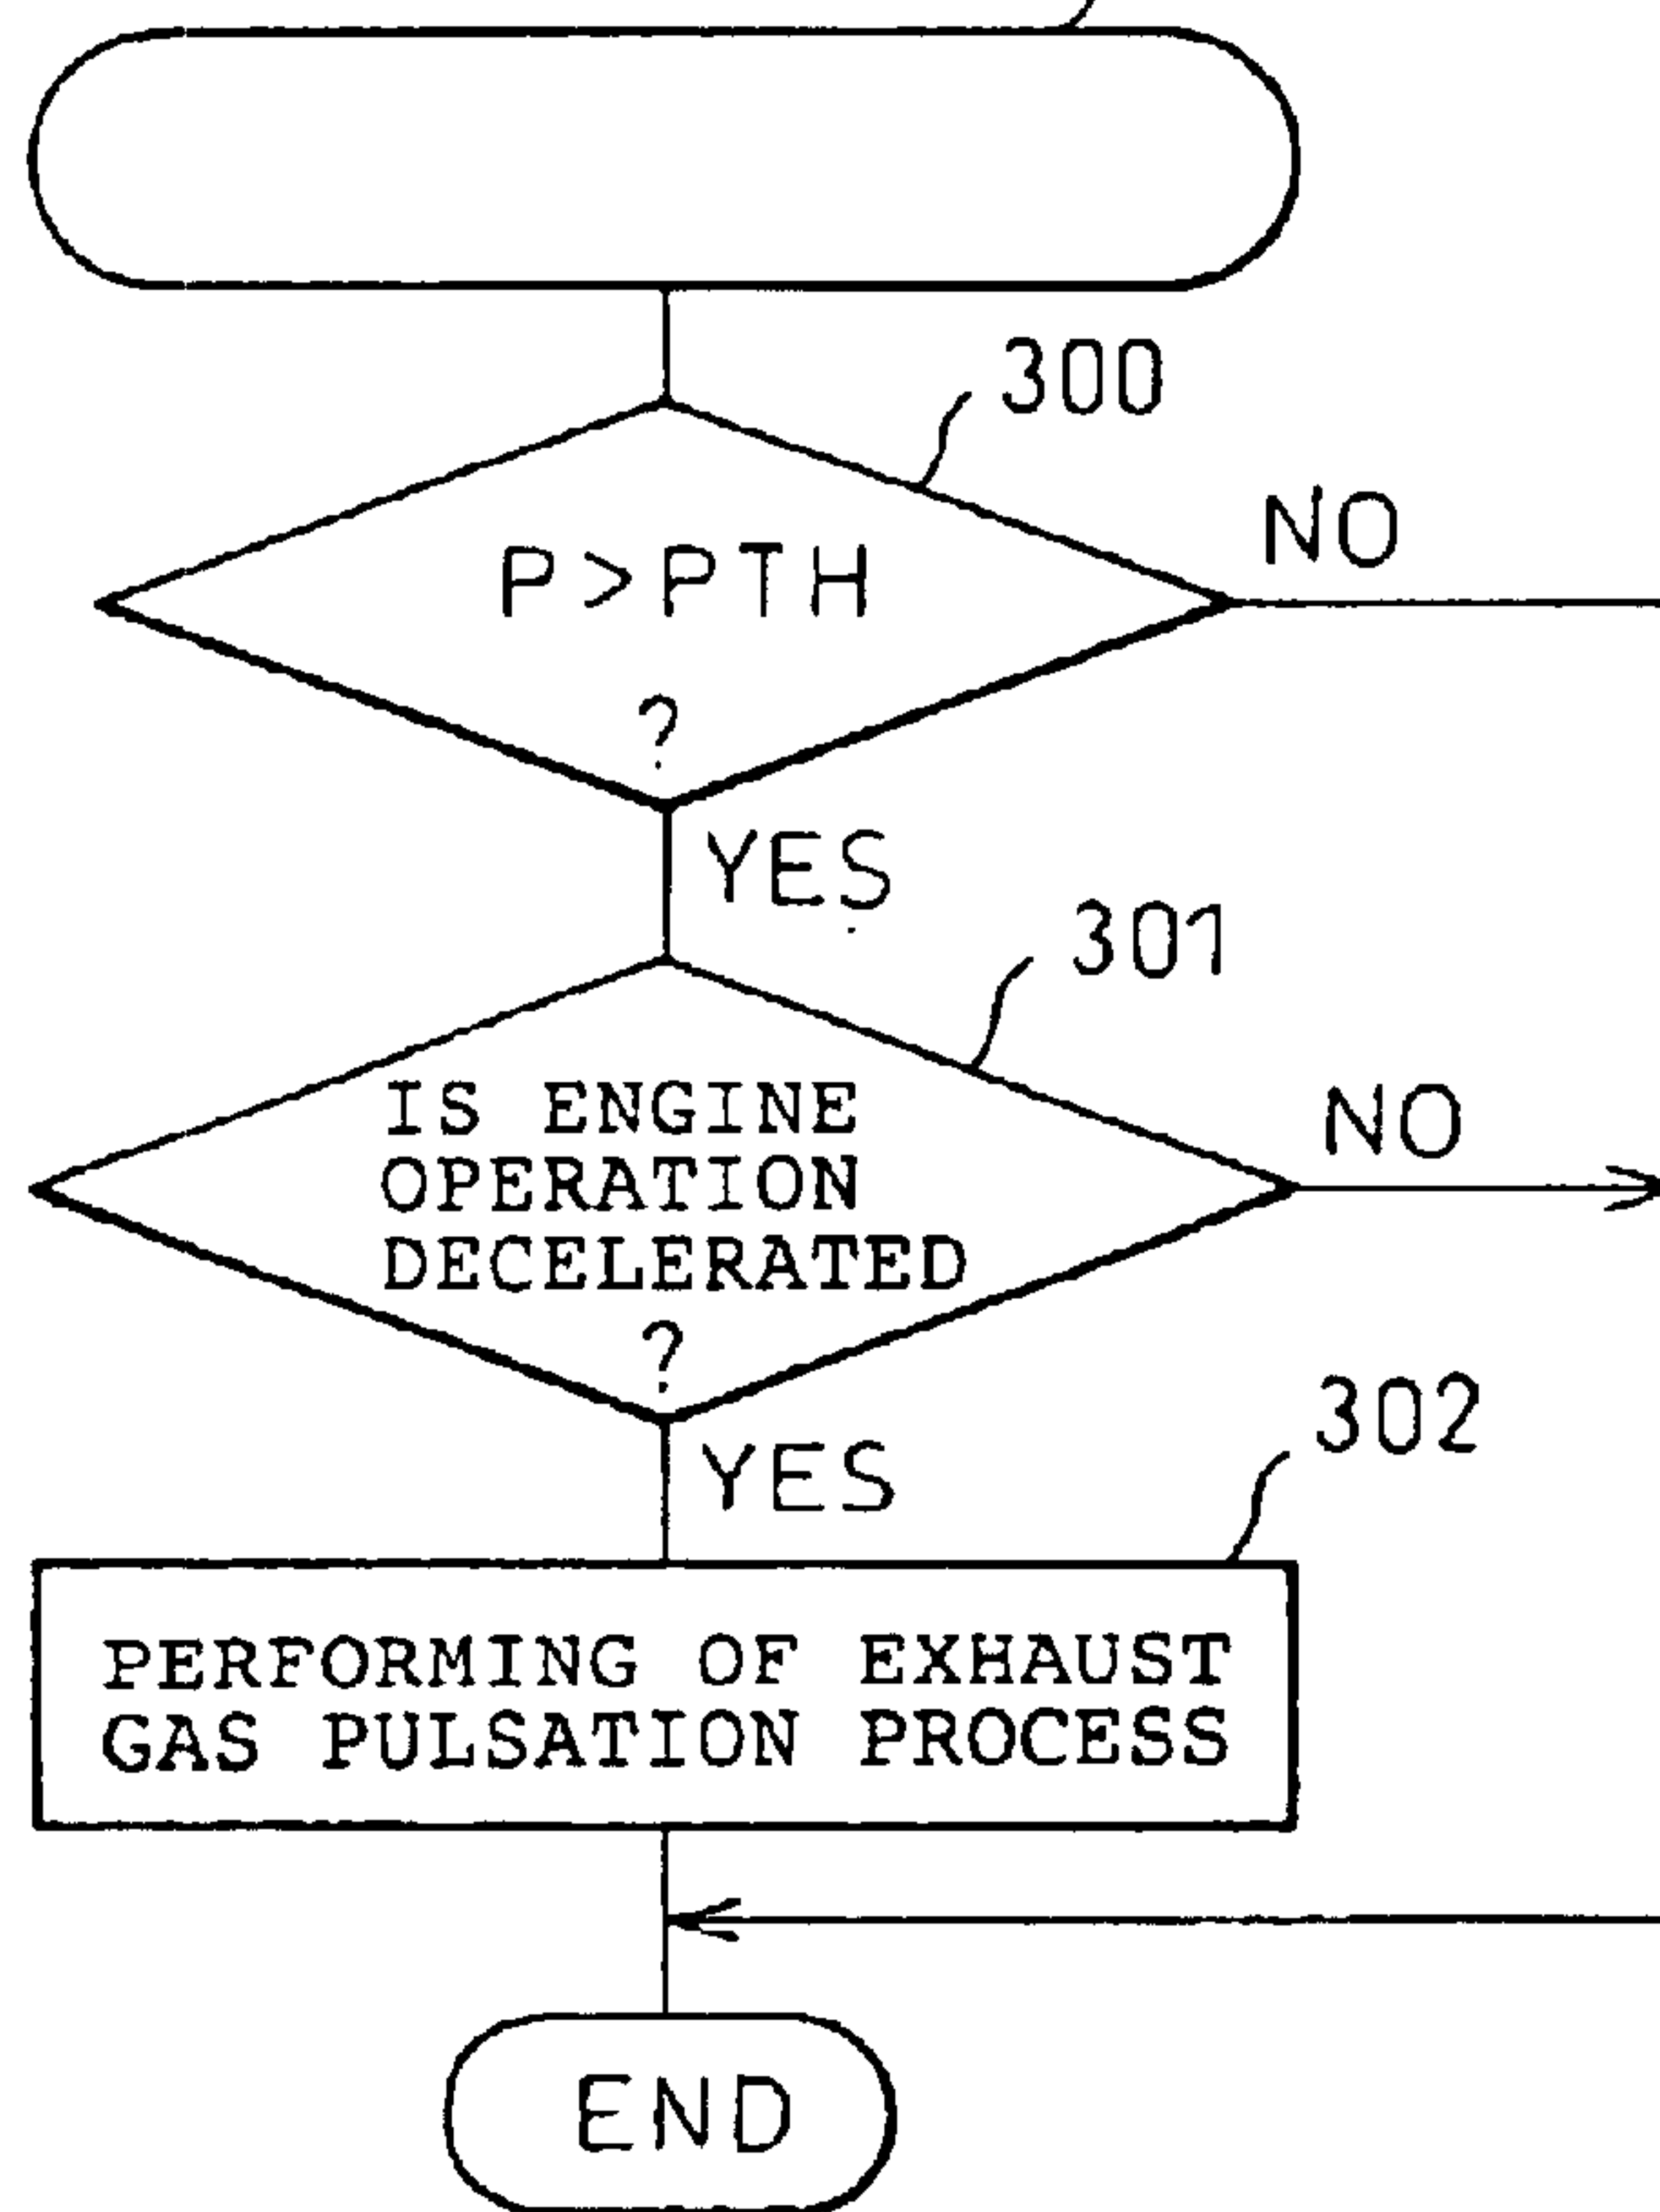 300
P>PTH
NO
?
YES
301
IS ENGINE
OPERATION
DECELERATED
NO
?
302
YES
PERFORMING OF EXHAUST
GAS PULSATION PROCESS
END